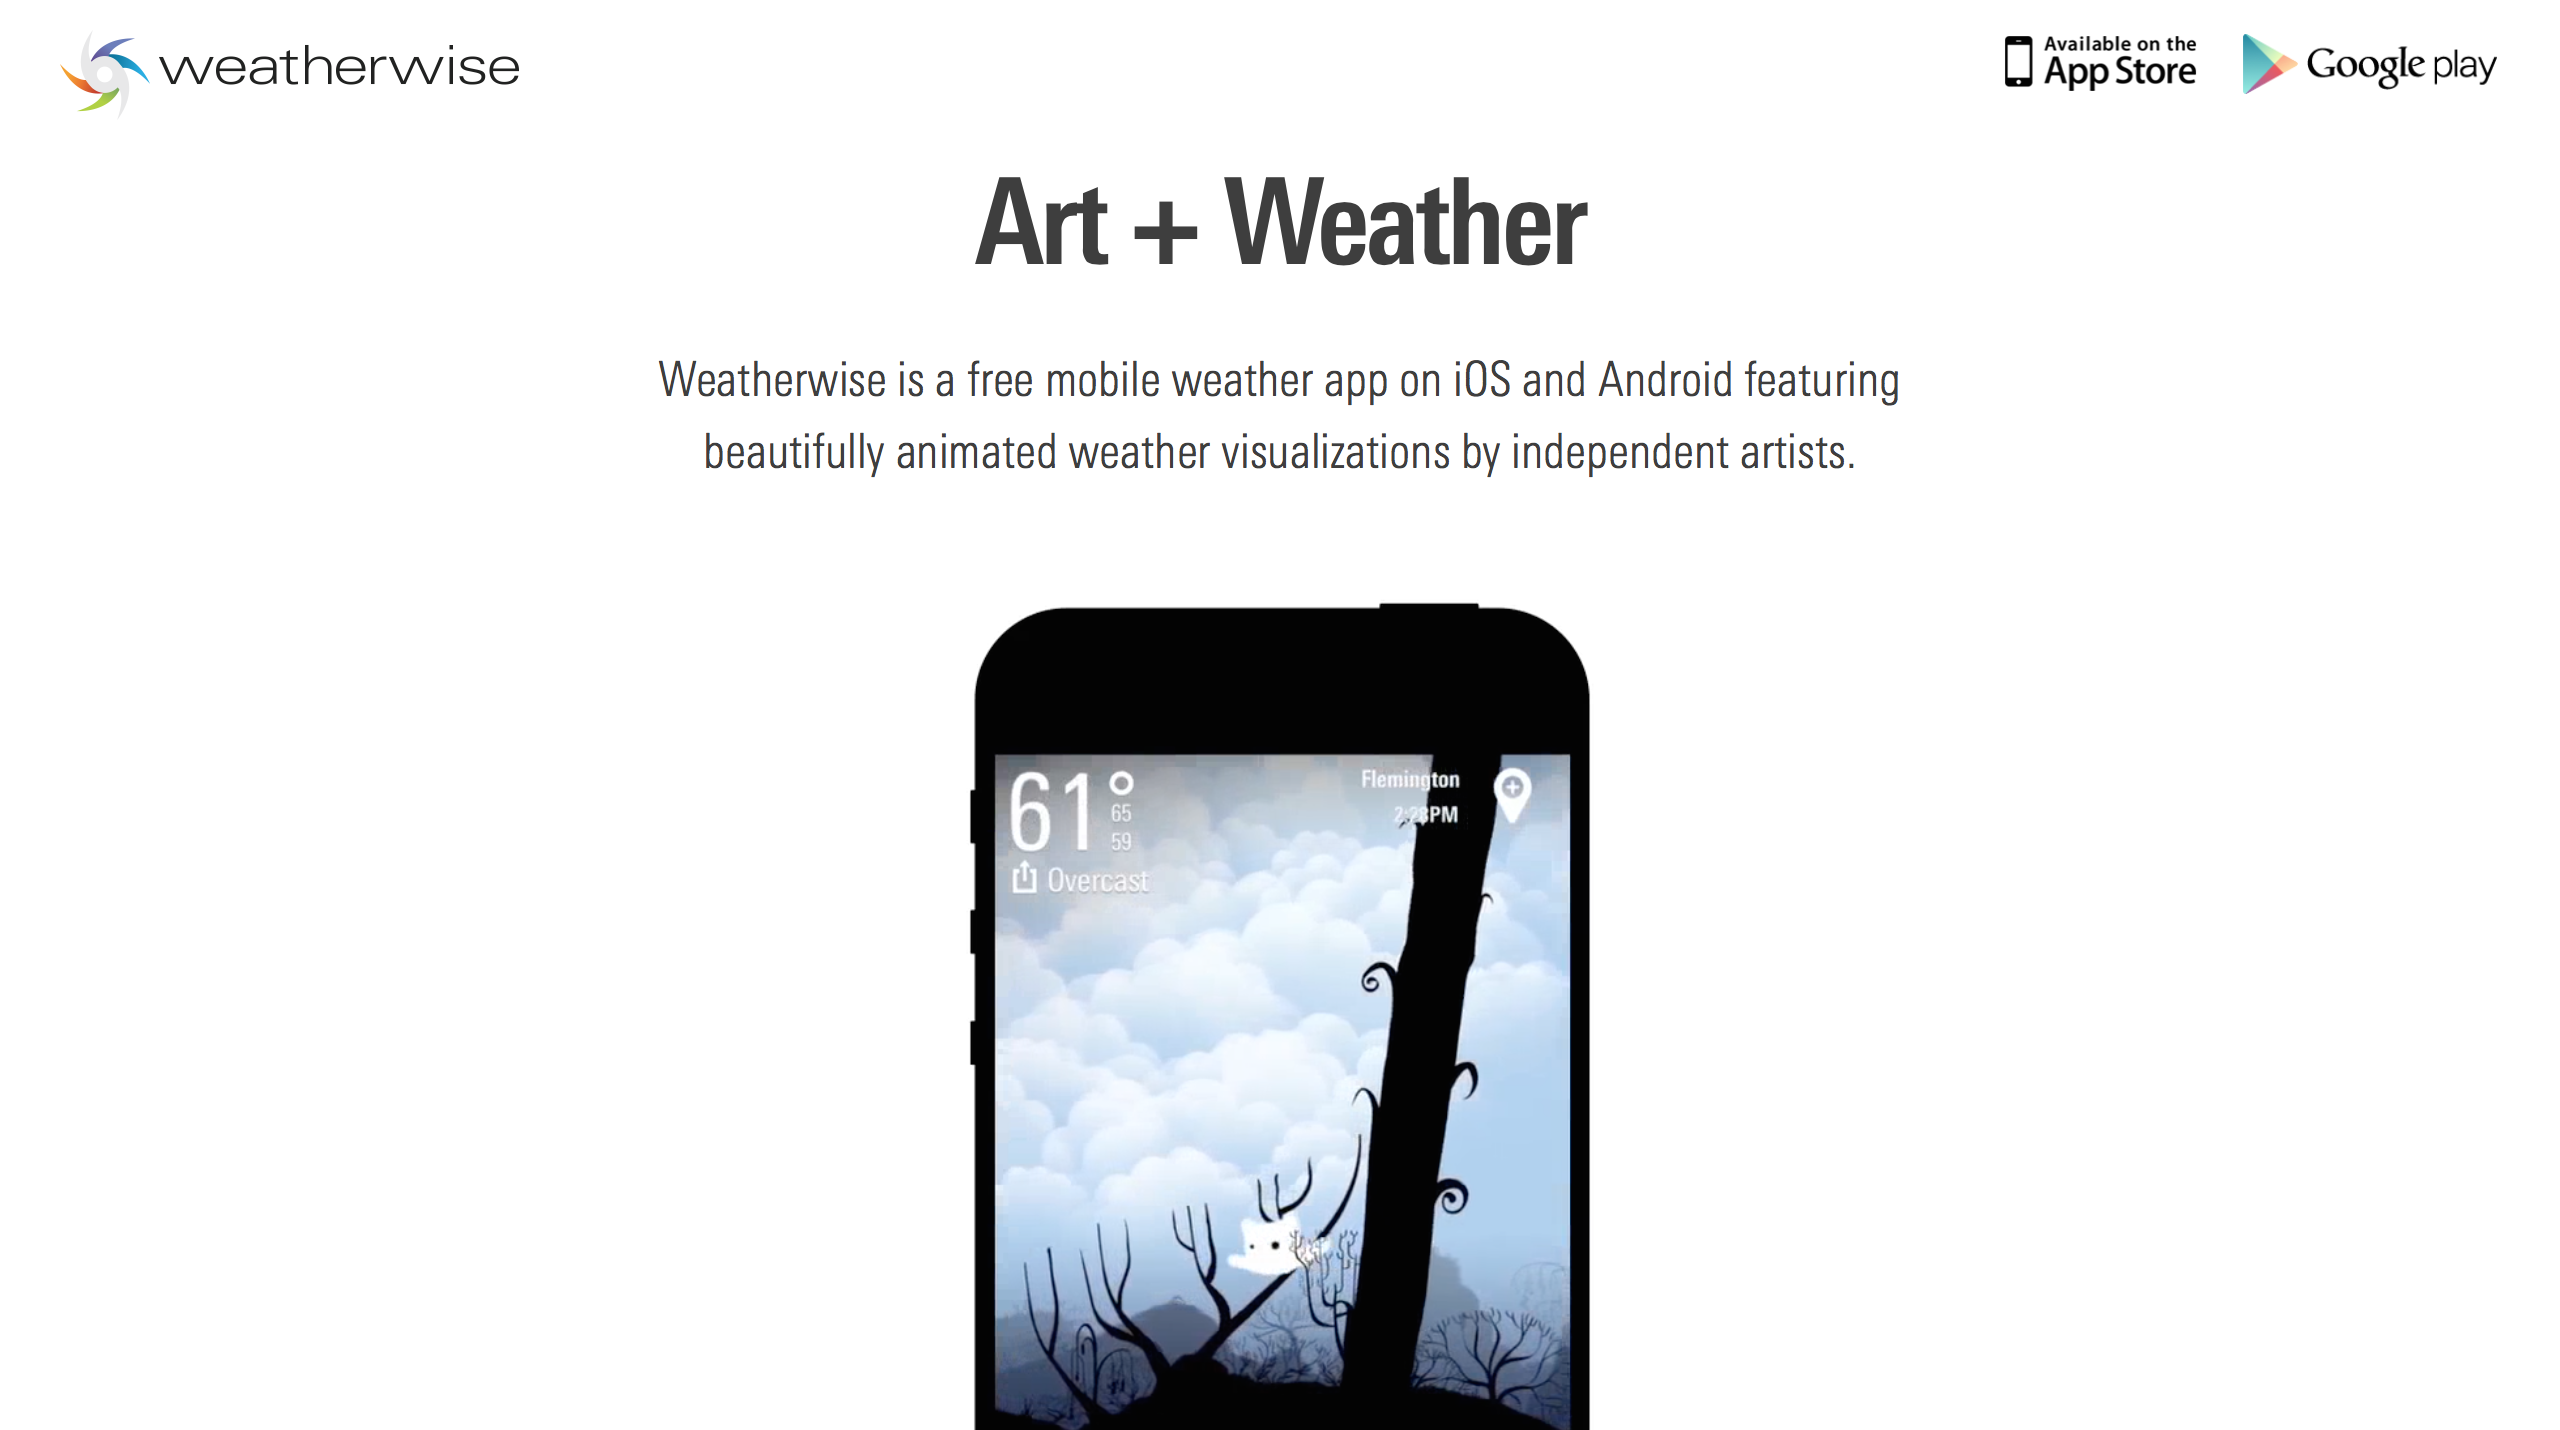 weatherwise
Available on the
App Store
Google play
Art + Weather
Weatherwise is a free mobile weather app on iOS and Android featuring
beautifully animated weather visualizations by independent artists.
61°
65
59
Overcast
Flemington
2:28PM